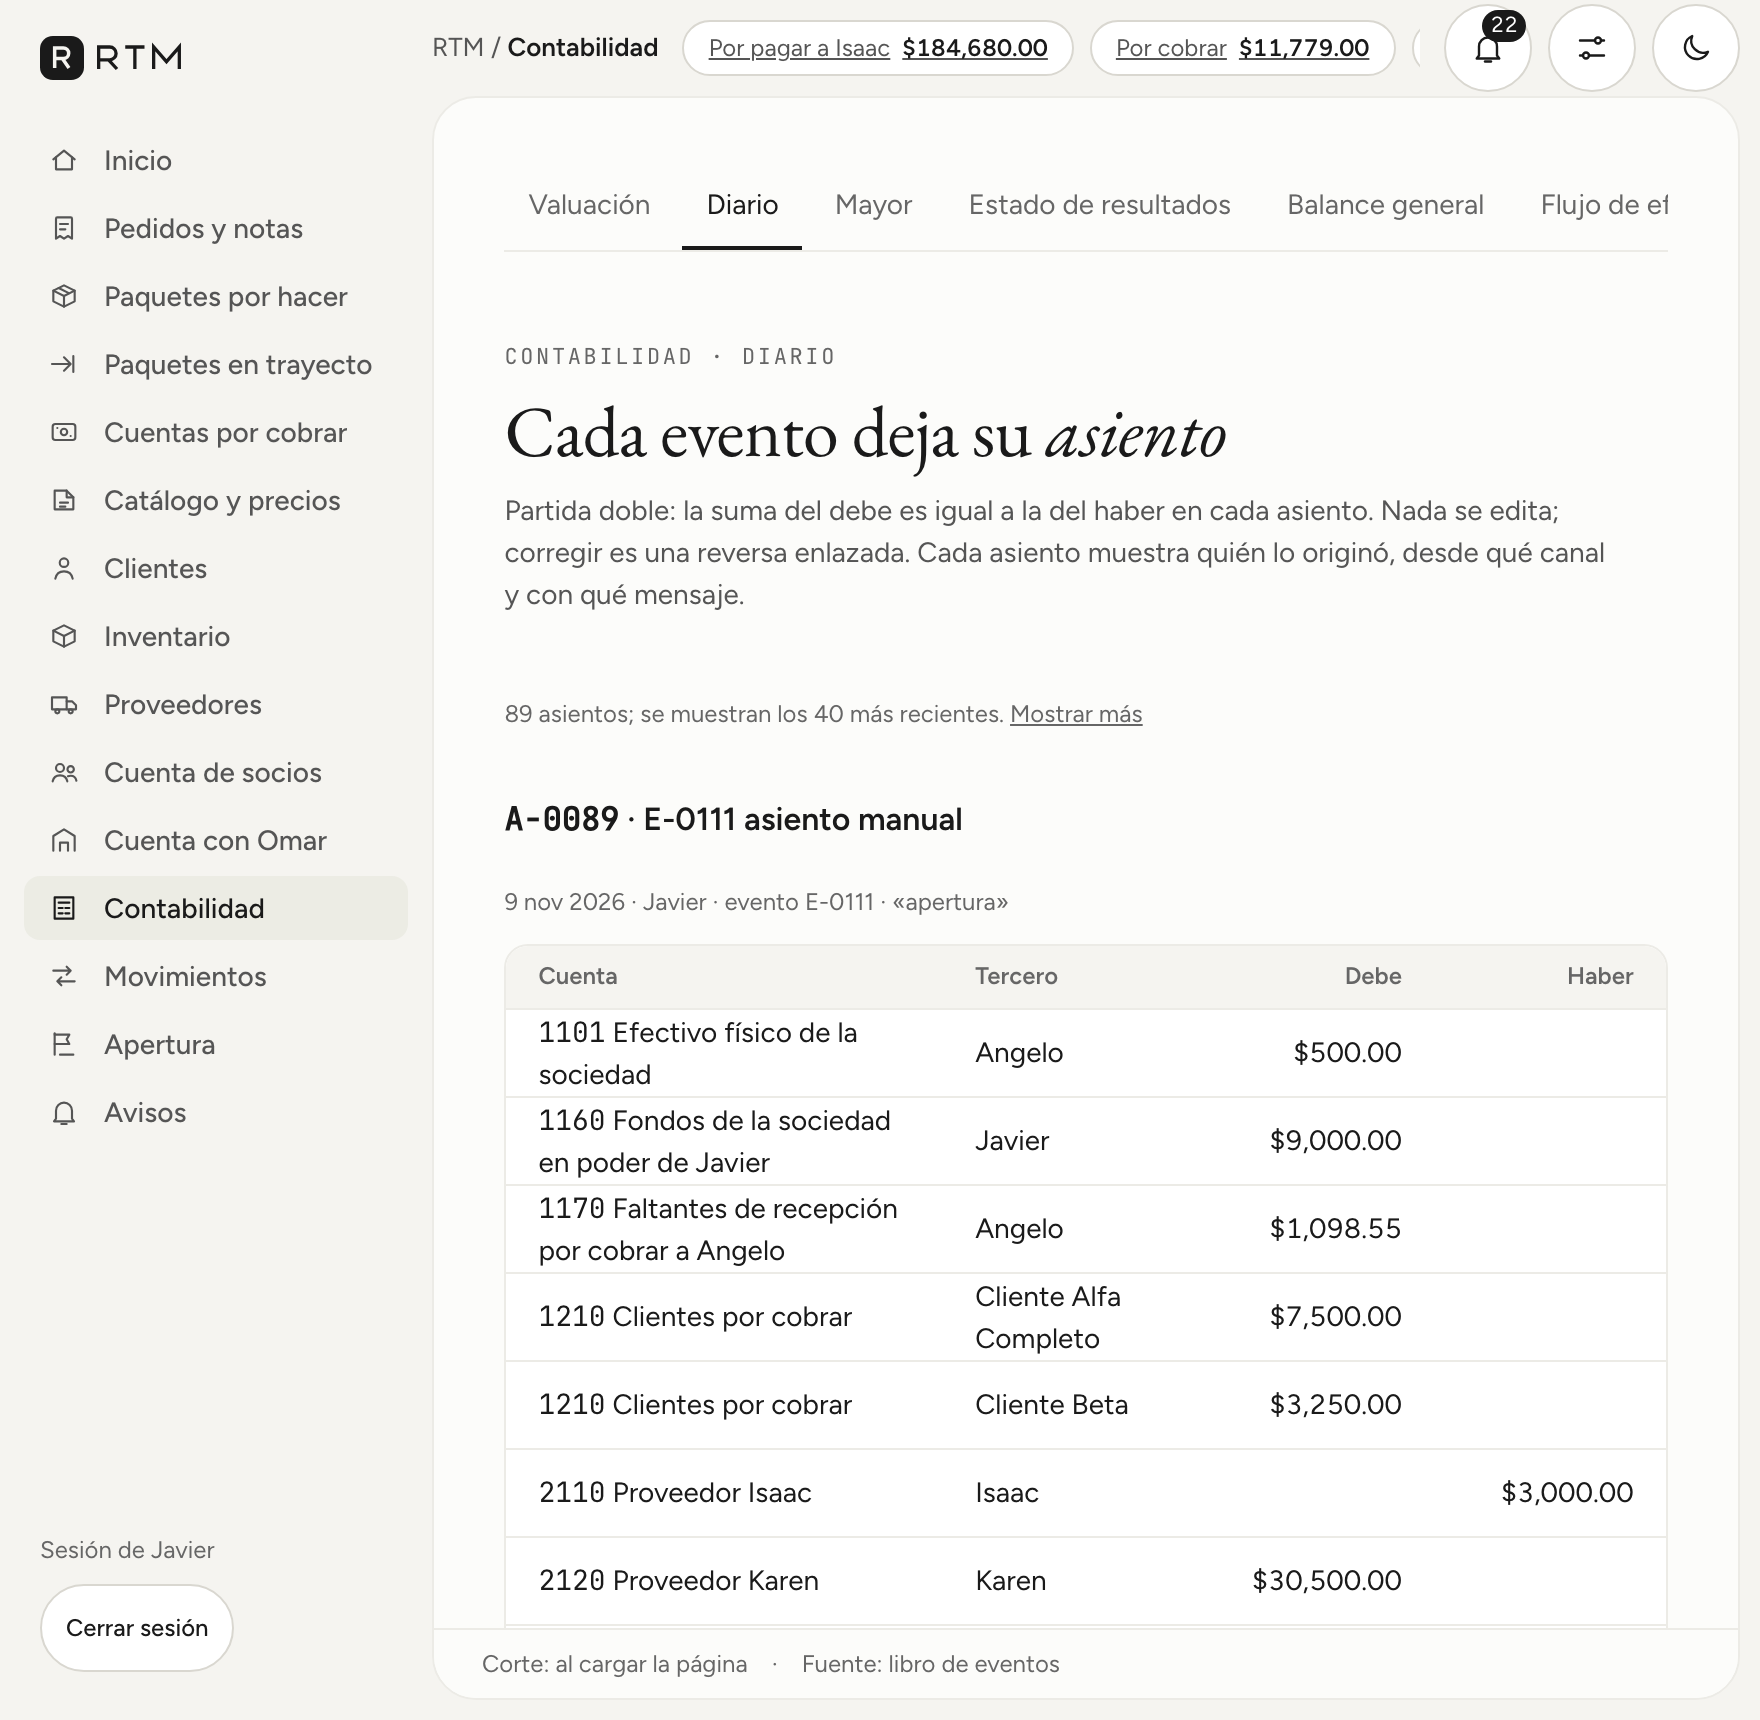 R RTM
Inicio
Pedidos y notas
Paquetes por hacer
Paquetes en trayecto
Cuentas por cobrar
Catálogo y precios
Clientes
Inventario
Proveedores
Cuenta de socios
Cuenta con Omar
Contabilidad
Movimientos
Apertura
Avisos
Sesión de Javier
Cerrar sesión
RTM / Contabilidad
Por pagar a Isaac $184,680.00
Por cobrar $11,779.00
22
Valuación Diario Mayor Estado de resultados Balance general Flujo de ef
CONTABILIDAD · DIARIO
Cada evento deja su asiento
Partida doble: la suma del debe es igual a la del haber en cada asiento. Nada se edita;
corregir es una reversa enlazada. Cada asiento muestra quién lo originó, desde qué canal
y con qué mensaje.
89 asientos; se muestran los 40 más recientes. Mostrar más
A-0089 · E-0111 asiento manual
9 nov 2026 · Javier · evento E-0111 · «apertura»
Cuenta Tercero Debe Haber
1101 Efectivo físico de la
sociedad
Angelo $500.00
1160 Fondos de la sociedad
en poder de Javier
Javier $9,000.00
1170 Faltantes de recepción
por cobrar a Angelo
Angelo $1,098.55
1210 Clientes por cobrar
Cliente Alfa
Completo
$7,500.00
1210 Clientes por cobrar Cliente Beta $3,250.00
2110 Proveedor Isaac Isaac $3,000.00
2120 Proveedor Karen Karen $30,500.00
Corte: al cargar la página · Fuente: libro de eventos